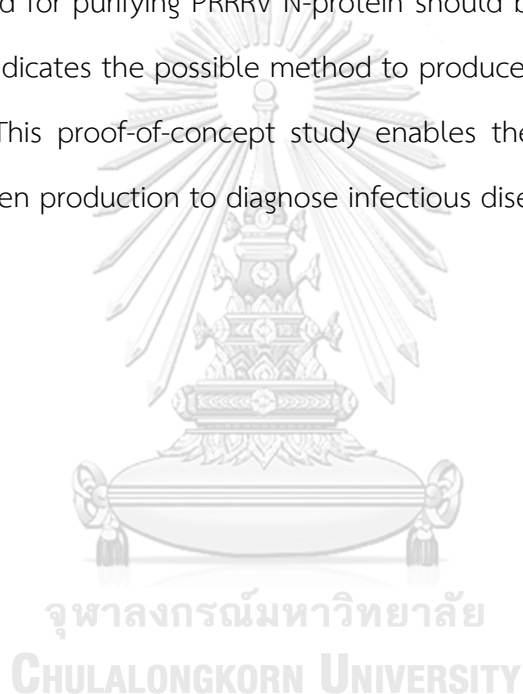 d for purifying PRRRV N-protein should b
dicates the possible method to produce
This proof-of-concept study enables the
en production to diagnose infectious dise
จุฬาลงกรณ์มหาวิทยาลัย
CHULALONGKORN UNIVERSITY